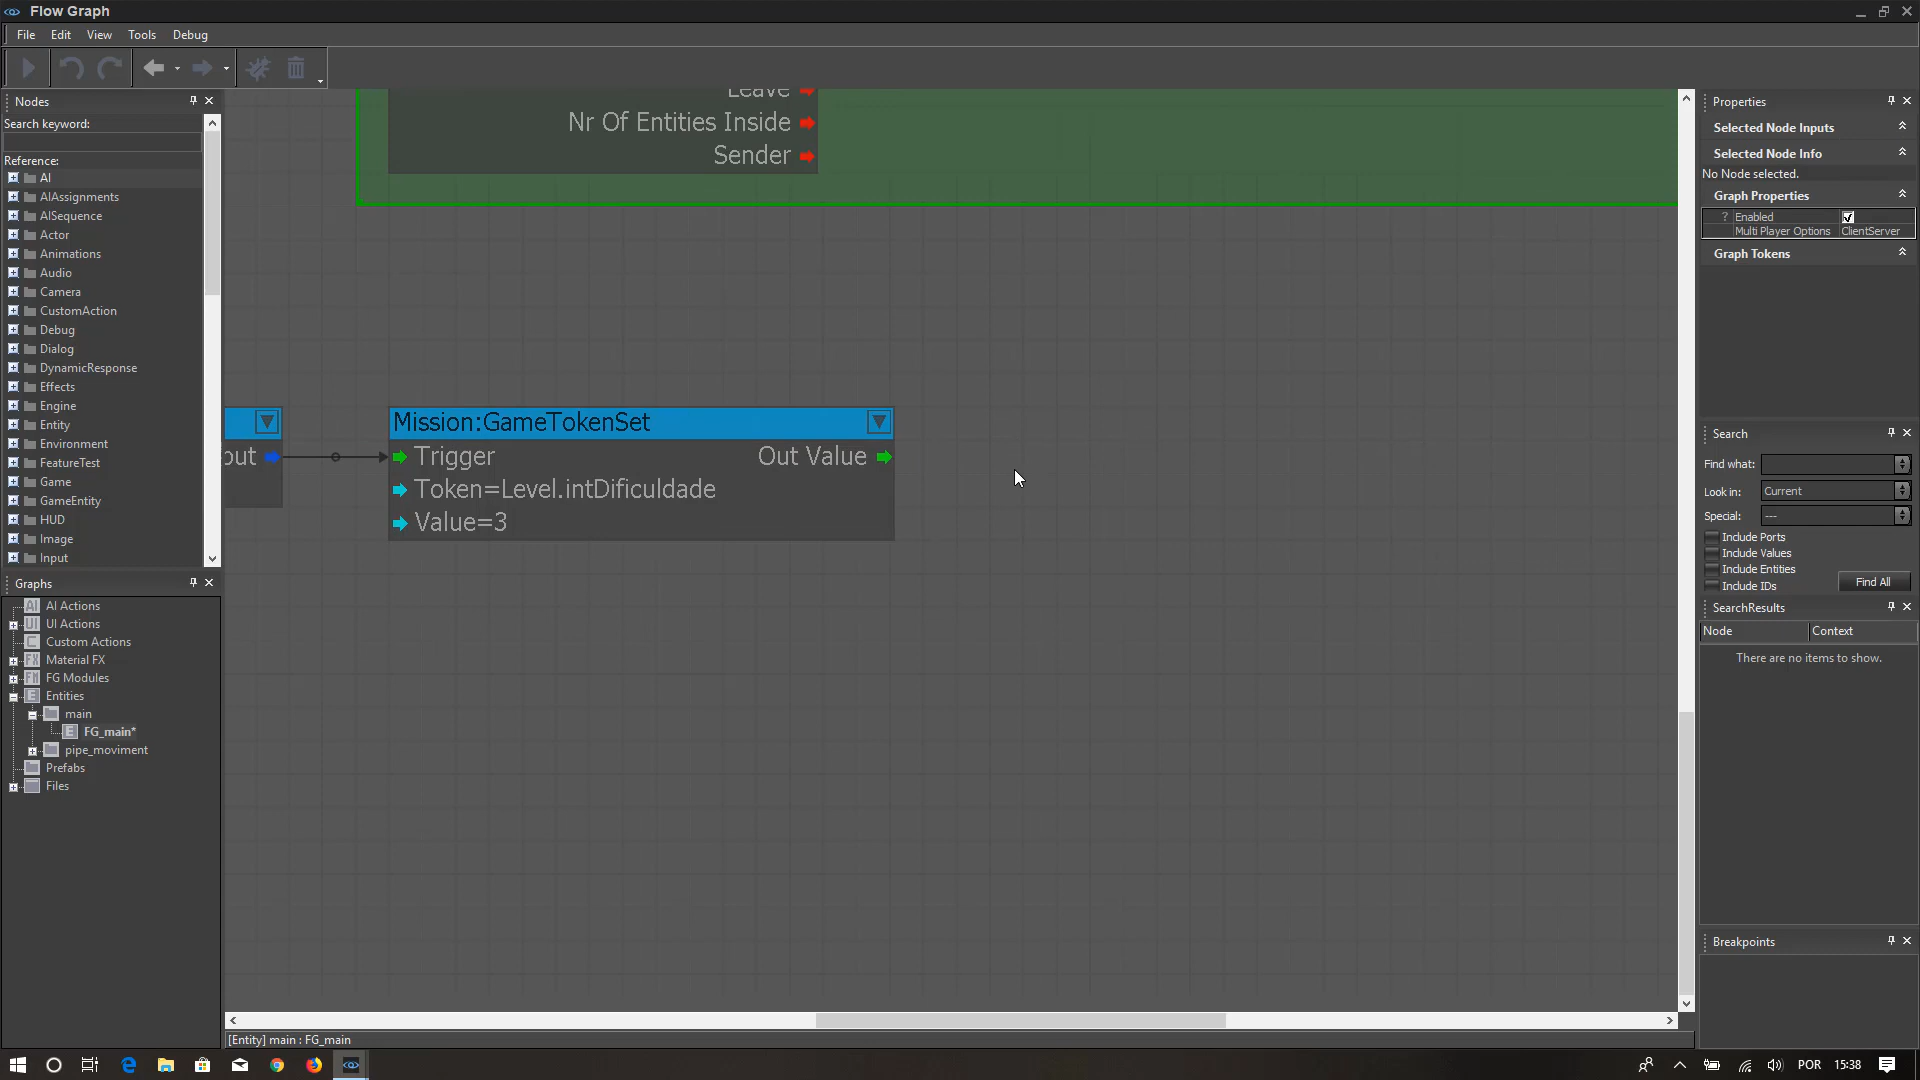 Flow Graph
File Edit View Tools Debug
Nodes
Search keyword:
Reference:
AI
AIAssignments
AISequence
Actor
Animations
Audio
Camera
CustomAction
Debug
Dialog
DynamicResponse
Effects
Engine
Entity
Environment
FeatureTest
Game
GameEntity
HUD
Image
Input
Graphs
AI AI Actions
UI UI Actions
C Custom Actions
FX Material FX
FM FG Modules
E Entities
main
E FG_main*
pipe_moviment
Prefabs
Files
Leave
Nr Of Entities Inside
Sender
put
Mission:GameTokenSet
Trigger Out Value
Token=Level.intDificuldade
Value=3
[Entity] main : FG_main
Properties
Selected Node Inputs
Selected Node Info
No Node selected.
Graph Properties
? Enabled
Multi Player Options ClientServer
Graph Tokens
Search
Find what:
Look in: Current
Special: ---
Include Ports
Include Values
Include Entities
Include IDs Find All
SearchResults
Node Context
There are no items to show.
Breakpoints
POR 15:38